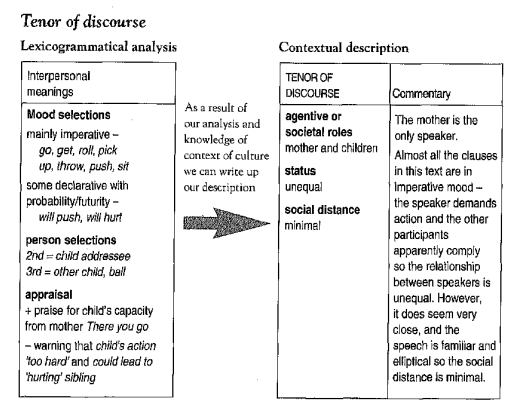 Tenor of discourse
Lexicogrammatical analysis
Interpersonal
meanings
Mood selections
mainly imperative –
go, get, roll, pick
up, throw, push, sit
some declarative with
probability/futurity –
will push, will hurt
person selections
2nd = child addressee
3rd = other child, ball
appraisal
+ praise for child's capacity
from mother There you go
– warning that child's action
'too hard' and could lead to
'hurting' sibling
As a result of
our analysis and
knowledge of
context of culture
we can write up
our description
Contextual description
TENOR OF
DISCOURSE
agentive or
societal roles
mother and children
status
unequal
social distance
minimal
Commentary
The mother is the
only speaker.
Almost all the clauses
in this text are in
imperative mood –
the speaker demands
action and the other
participants
apparently comply
so the relationship
between speakers is
unequal. However,
it does seem very
close, and the
speech is familiar and
elliptical so the social
distance is minimal.